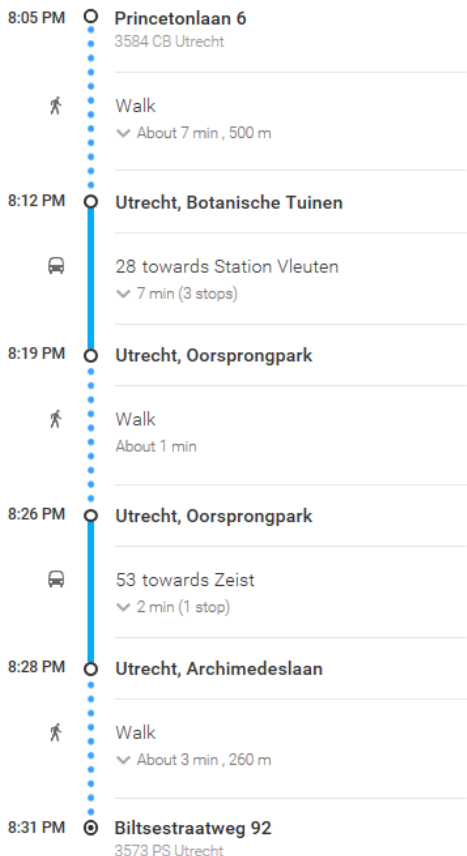 8:05 PM Princetonlaan 6
3584 CB Utrecht
Walk
About 7 min , 500 m
8:12 PM Utrecht, Botanische Tuinen
28 towards Station Vleuten
7 min (3 stops)
8:19 PM Utrecht, Oorsprongpark
Walk
About 1 min
8:26 PM Utrecht, Oorsprongpark
53 towards Zeist
2 min (1 stop)
8:28 PM Utrecht, Archimedeslaan
Walk
About 3 min , 260 m
8:31 PM Biltsestraatweg 92
3573 PS Utrecht